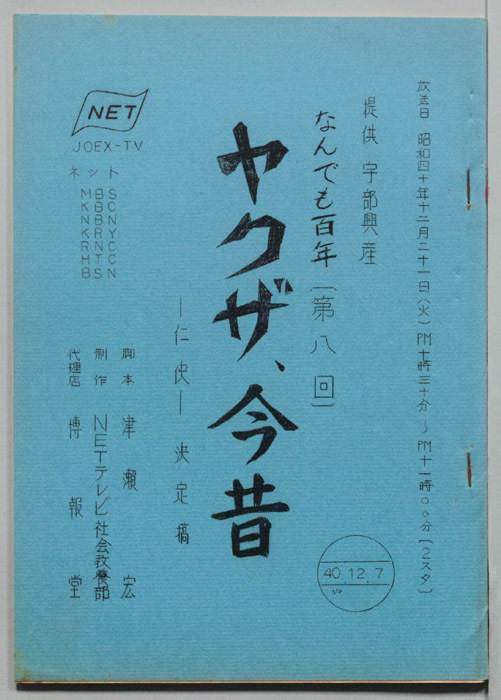 放送日 昭和四十年十二月二十一日(火)PM十時三十分～PM十一時〇〇分〔2スタ〕
提供 宇部興産
なんでも百年〔第八回〕
ヤクザ、今昔
―仁侠― 決定稿
NET
JOEX-TV
ネット
MBS
KBC
NBN
KRY
RNC
HTC
BSN
脚本 津瀬宏
制作 NETテレビ社会教養部
代理店 博報堂
40.12.7